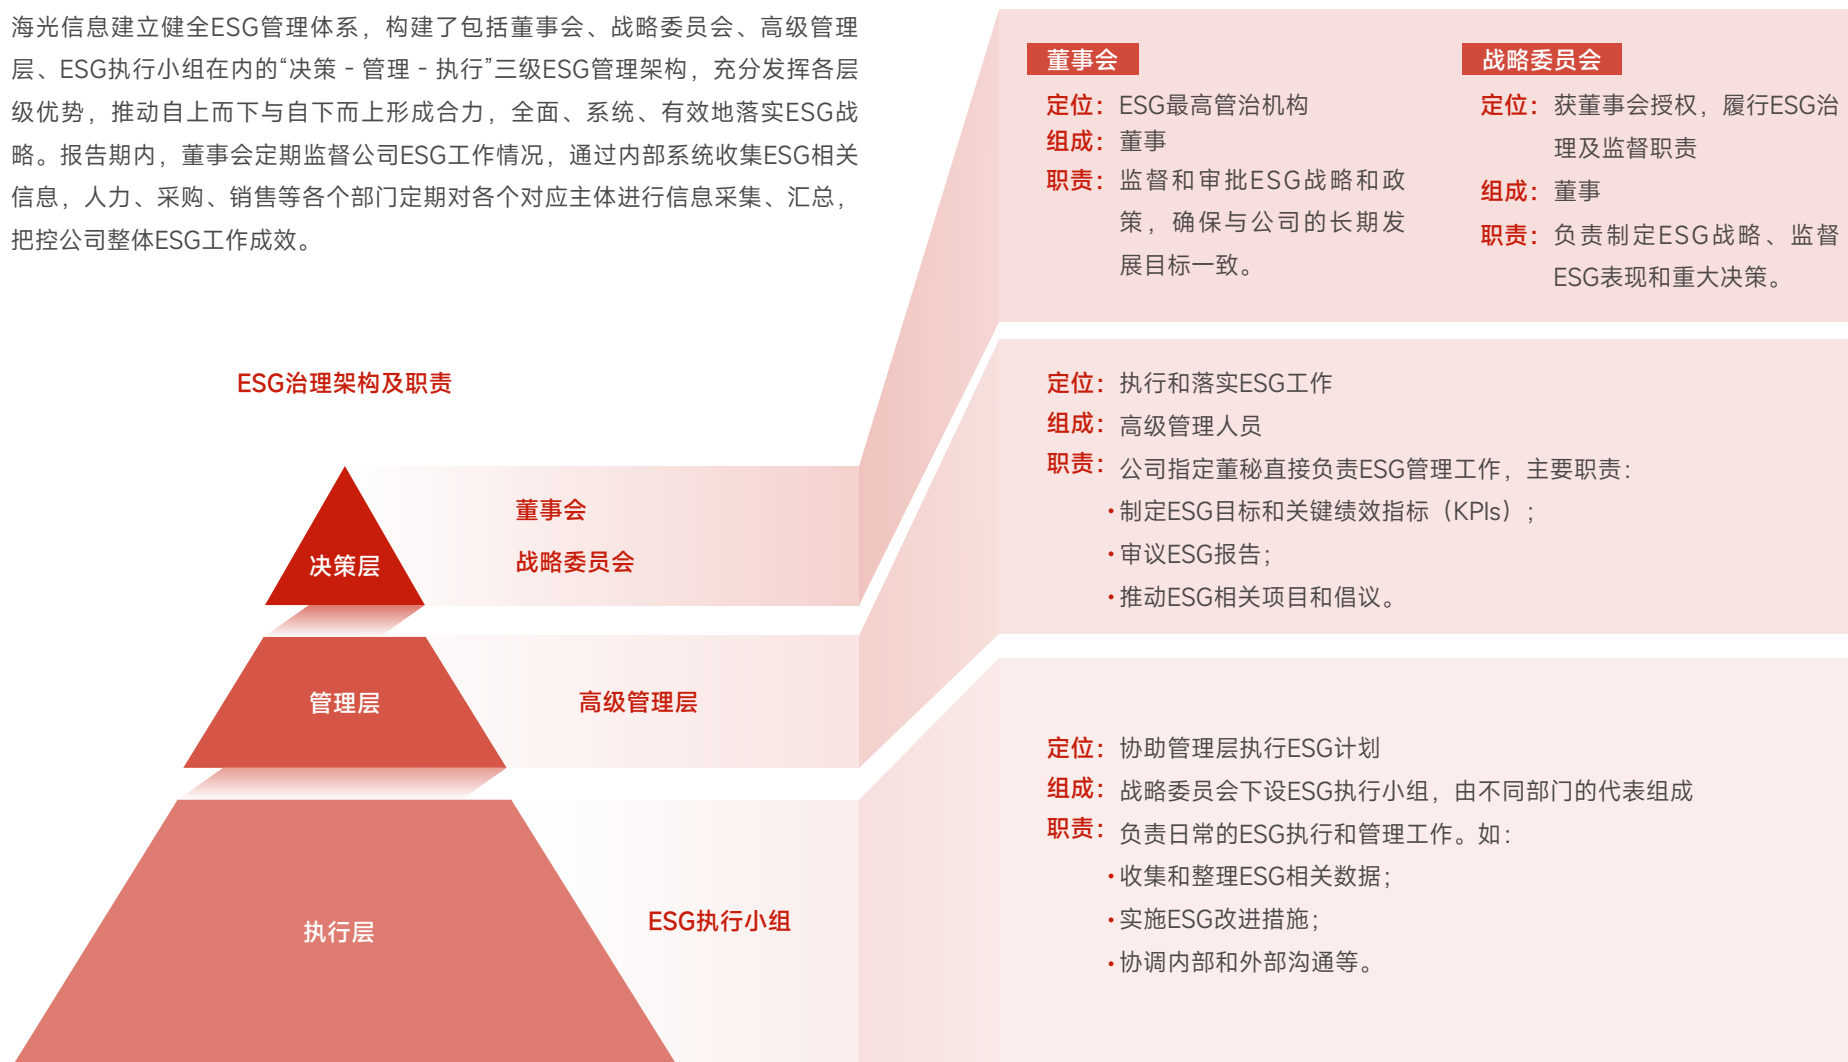 海光信息建立健全ESG管理体系，构建了包括董事会、战略委员会、高级管理
层、ESG执行小组在内的“决策 - 管理 - 执行”三级ESG管理架构，充分发挥各层
级优势，推动自上而下与自下而上形成合力，全面、系统、有效地落实ESG战
略。报告期内，董事会定期监督公司ESG工作情况，通过内部系统收集ESG相关
信息，人力、采购、销售等各个部门定期对各个对应主体进行信息采集、汇总，
把控公司整体ESG工作成效。
ESG治理架构及职责
决策层
董事会
战略委员会
管理层
高级管理层
执行层
ESG执行小组
董事会
定位：ESG最高管治机构
组成：董事
职责：监督和审批ESG战略和政
策，确保与公司的长期发
展目标一致。
战略委员会
定位：获董事会授权，履行ESG治
理及监督职责
组成：董事
职责：负责制定ESG战略、监督
ESG表现和重大决策。
定位：执行和落实ESG工作
组成：高级管理人员
职责：公司指定董秘直接负责ESG管理工作，主要职责：
·制定ESG目标和关键绩效指标（KPIs）；
·审议ESG报告；
·推动ESG相关项目和倡议。
定位：协助管理层执行ESG计划
组成：战略委员会下设ESG执行小组，由不同部门的代表组成
职责：负责日常的ESG执行和管理工作。如：
·收集和整理ESG相关数据；
·实施ESG改进措施；
·协调内部和外部沟通等。